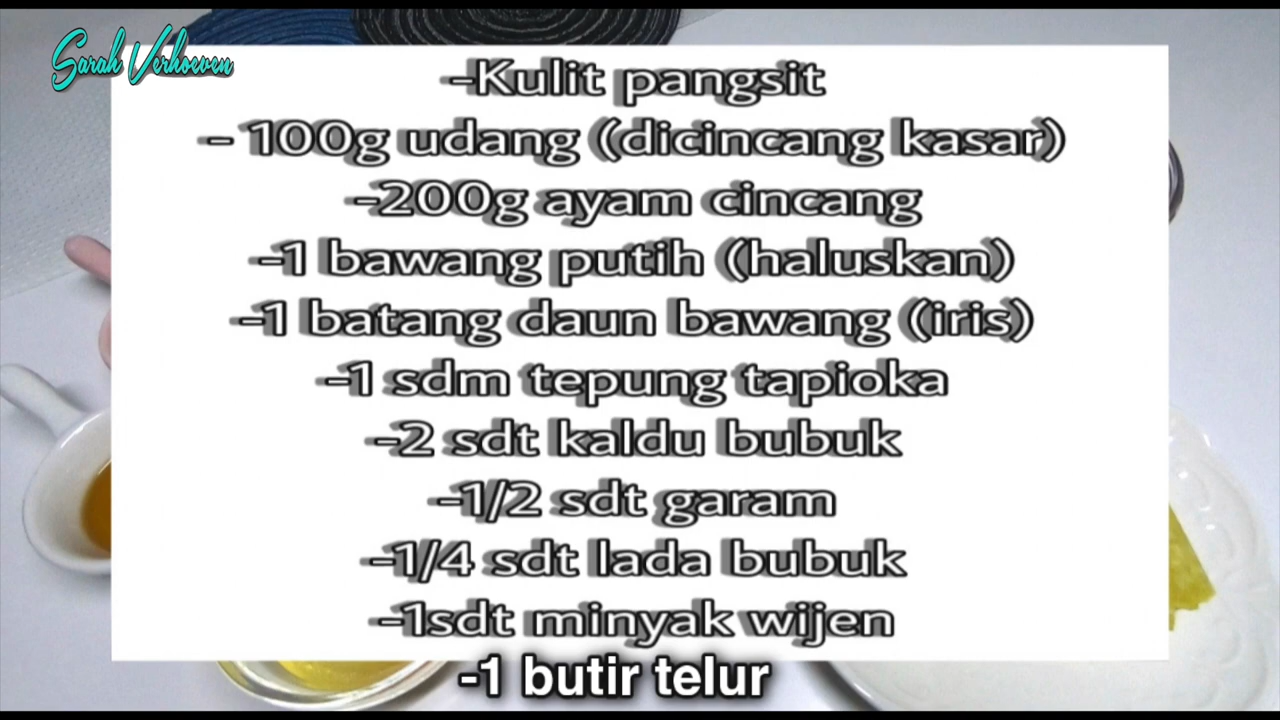 Sarah Verhoeven
-Kulit pangsit
- 100g udang (dicincang kasar)
-200g ayam cincang
-1 bawang putih (haluskan)
-1 batang daun bawang (iris)
-1 sdm tepung tapioka
-2 sdt kaldu bubuk
-1/2 sdt garam
-1/4 sdt lada bubuk
-1sdt minyak wijen
-1 butir telur